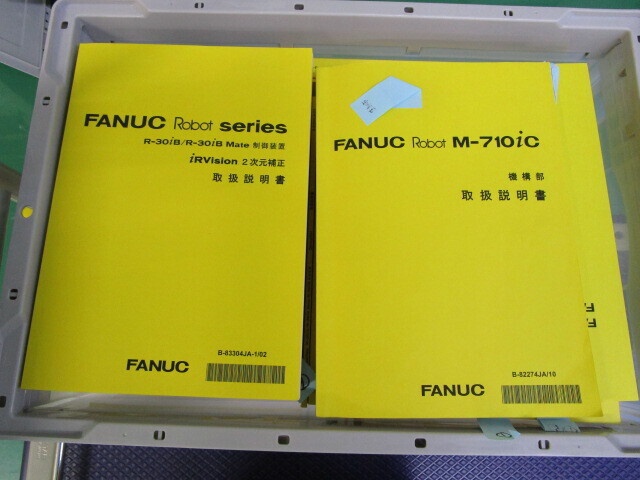 FANUC Robot series
R-30iB/R-30iB Mate 制御装置
iRVision 2次元補正
取扱説明書
B-83304JA-1/02
FANUC
FANUC Robot M-710iC
機構部
取扱説明書
B-82274JA/10
FANUC